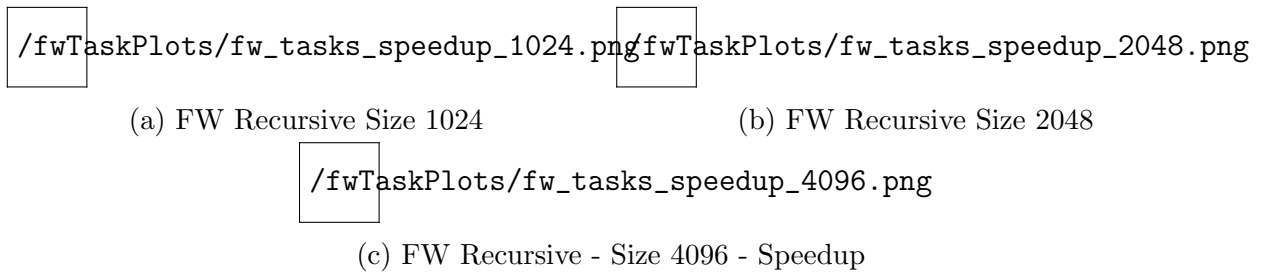 /fwTaskPlots/fw_tasks_speedup_1024.png /fwTaskPlots/fw_tasks_speedup_2048.png
(a) FW Recursive Size 1024 (b) FW Recursive Size 2048
/fwTaskPlots/fw_tasks_speedup_4096.png
(c) FW Recursive - Size 4096 - Speedup